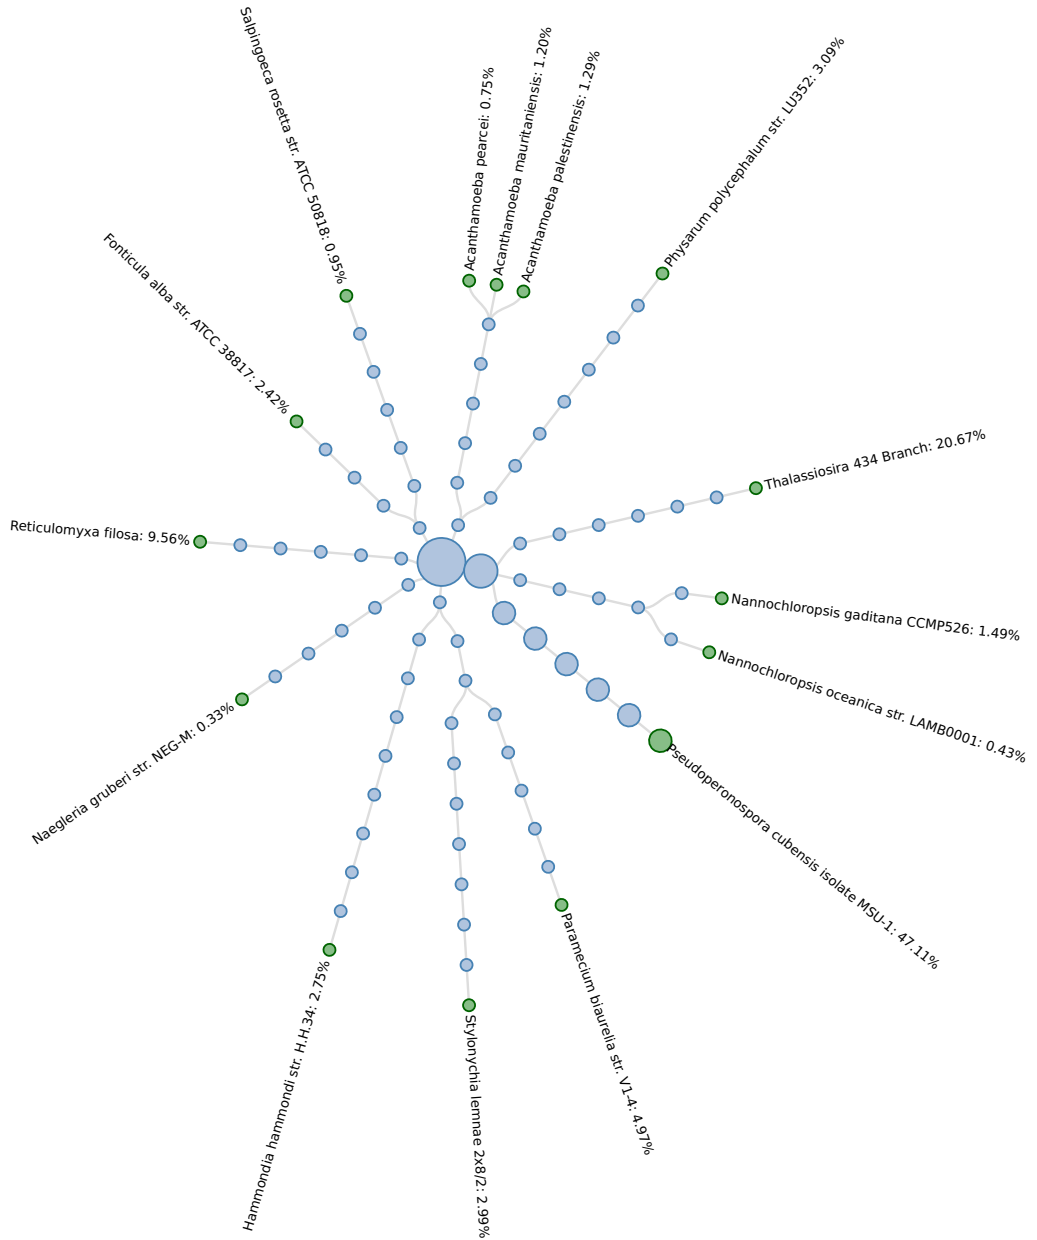 Salpingoeca rosetta str. ATCC 50818: 0.95%
Acanthamoeba pearcei: 0.75%
Acanthamoeba mauritaniensis: 1.20%
Acanthamoeba palestinensis: 1.29%
Physarum polycephalum str. LU352: 3.09%
Fonticula alba str. ATCC 38817: 2.42%
Thalassiosira 434 Branch: 20.67%
Reticulomyxa filosa: 9.56%
Nannochloropsis gaditana CCMP526: 1.49%
Nannochloropsis oceanica str. LAMB0001: 0.43%
Naegleria gruberi str. NEG-M: 0.33%
Pseudoperonospora cubensis isolate MSU-1: 47.11%
Hammondia hammondi str. H.H.34: 2.75%
Stylonychia lemnae 2x8/2: 2.99%
Paramecium biaurelia str. V1-4: 4.97%